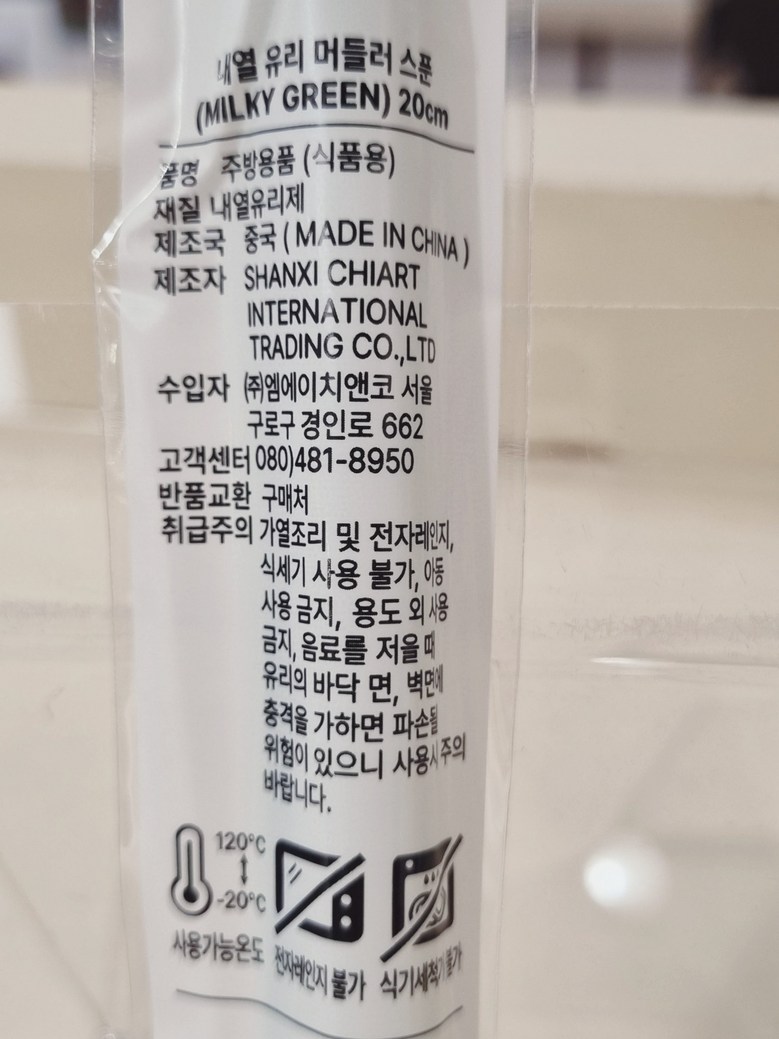 내열 유리 머들러 스푼
(MILKY GREEN) 20cm
품명 주방용품 (식품용)
재질 내열유리제
제조국 중국 ( MADE IN CHINA )
제조자 SHANXI CHIART
INTERNATIONAL
TRADING CO.,LTD
수입자 ㈜엠에이치앤코 서울
구로구 경인로 662
고객센터 080)481-8950
반품교환 구매처
취급주의 가열조리 및 전자레인지,
식세기 사용 불가, 아동
사용 금지, 용도 외 사용
금지, 음료를 저을 때
유리의 바닥 면, 벽면에
충격을 가하면 파손될
위험이 있으니 사용시 주의
바랍니다.
120°C
-20°C
사용가능온도 전자레인지 불가 식기세척기 불가